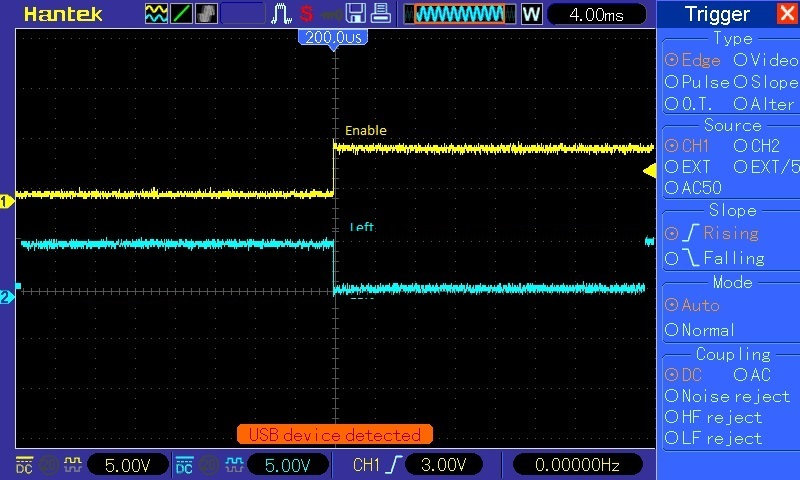 Hantek S W 4.00ms Trigger
200.0us
Type
Edge Video
Pulse Slope
O.T. Alter
Source
CH1 CH2
EXT EXT/5
AC50
Slope
Rising
Falling
Mode
Auto
Normal
Coupling
DC AC
Noise reject
HF reject
LF reject
Enable
1
Left
2
USB device detected
DC 5.00V DC 5.00V CH1 3.00V 0.00000Hz